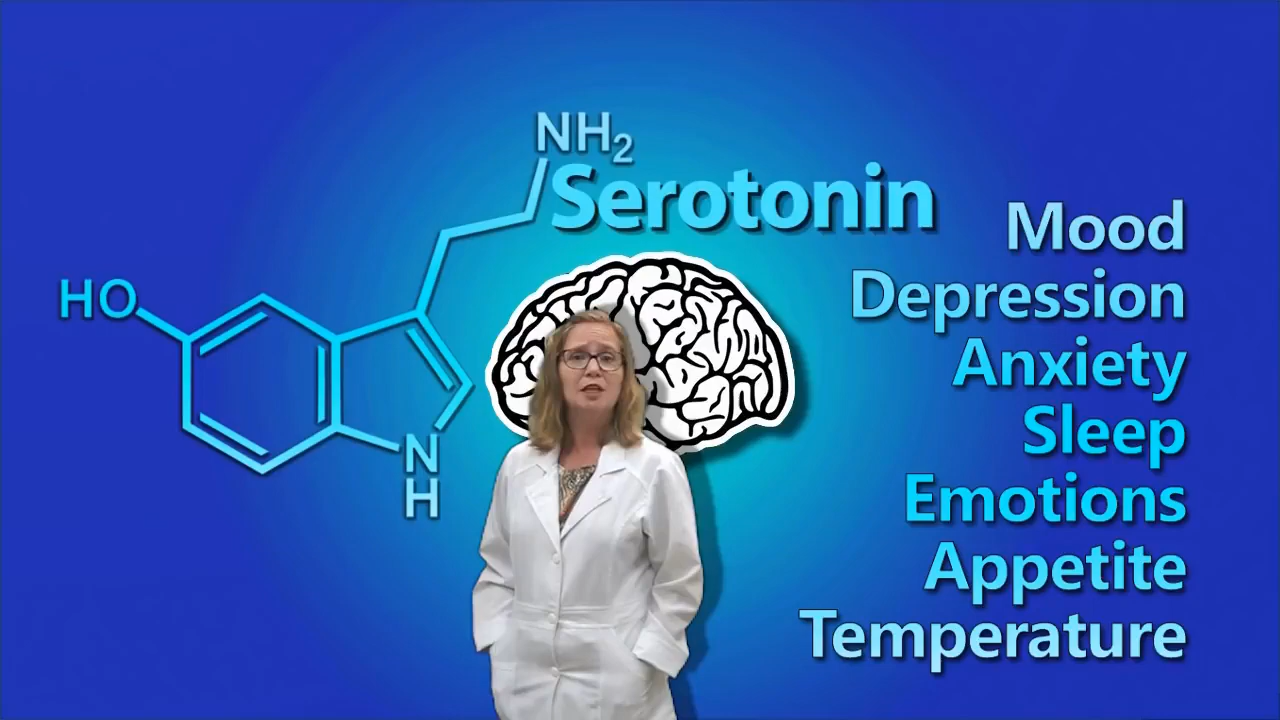 NH₂
Serotonin
HO
N
H
Mood
Depression
Anxiety
Sleep
Emotions
Appetite
Temperature